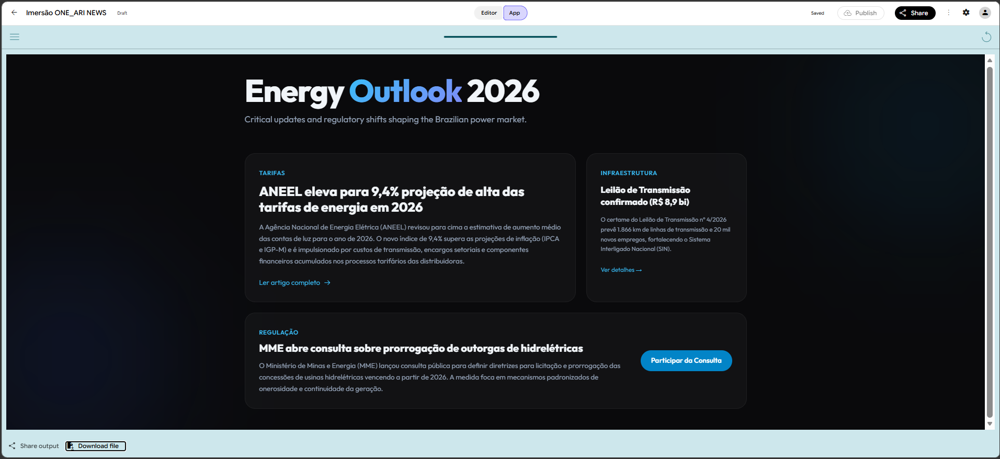 Imersão ONE_ARI NEWS
Draft
Editor
App
Saved
Publish
Share
Energy Outlook 2026
Critical updates and regulatory shifts shaping the Brazilian power market.
TARIFAS
ANEEL eleva para 9,4% projeção de alta das
tarifas de energia em 2026
A Agência Nacional de Energia Elétrica (ANEEL) revisou para cima a estimativa de aumento médio
das contas de luz para o ano de 2026. O novo índice de 9,4% supera as projeções de inflação (IPCA
e IGP-M) e é impulsionado por custos de transmissão, encargos setoriais e componentes
financeiros acumulados nos processos tarifários das distribuidoras.
Ler artigo completo →
INFRAESTRUTURA
Leilão de Transmissão
confirmado (R$ 8,9 bi)
O certame do Leilão de Transmissão nº 4/2026
prevê 1.866 km de linhas de transmissão e 20 mil
novos empregos, fortalecendo o Sistema
Interligado Nacional (SIN).
Ver detalhes →
REGULAÇÃO
MME abre consulta sobre prorrogação de outorgas de hidrelétricas
O Ministério de Minas e Energia (MME) lançou consulta pública para definir diretrizes para licitação e prorrogação das
concessões de usinas hidrelétricas vencendo a partir de 2026. A medida foca em mecanismos padronizados de
onerosidade e continuidade da geração.
Participar da Consulta
Share output
Download file